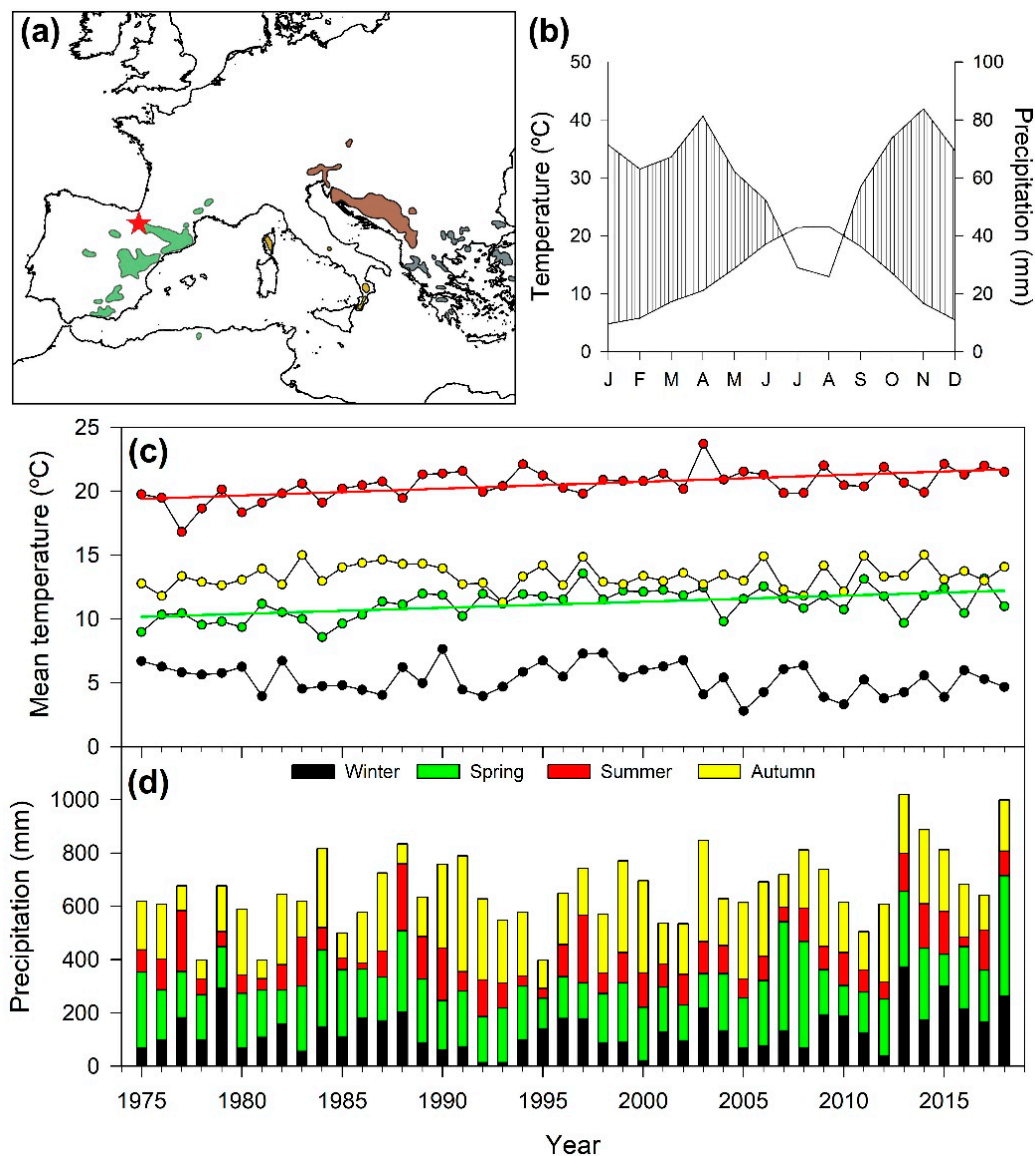 (a)
(b)
50
40
30
20
10
0
Temperature (ºC)
100
80
60
40
20
0
Precipitation (mm)
J F M A M J J A S O N D
(c)
25
20
15
10
5
0
Mean temperature (ºC)
(d)
Winter Spring Summer Autumn
1000
800
600
400
200
0
Precipitation (mm)
1975 1980 1985 1990 1995 2000 2005 2010 2015
Year